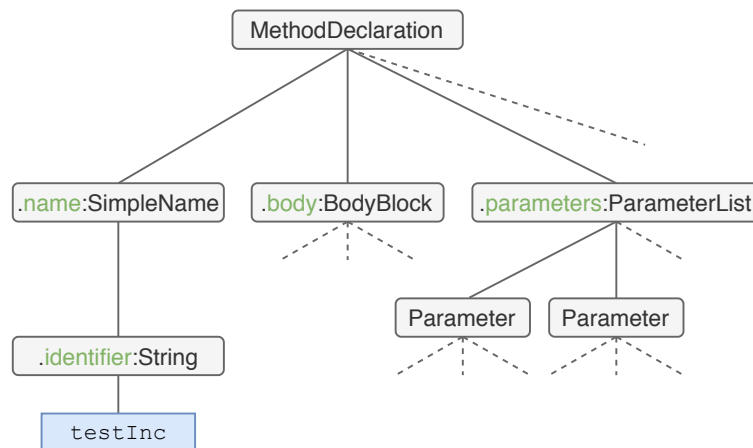 MethodDeclaration
.name:SimpleName
.body:BodyBlock
.parameters:ParameterList
Parameter
Parameter
.identifier:String
testInc